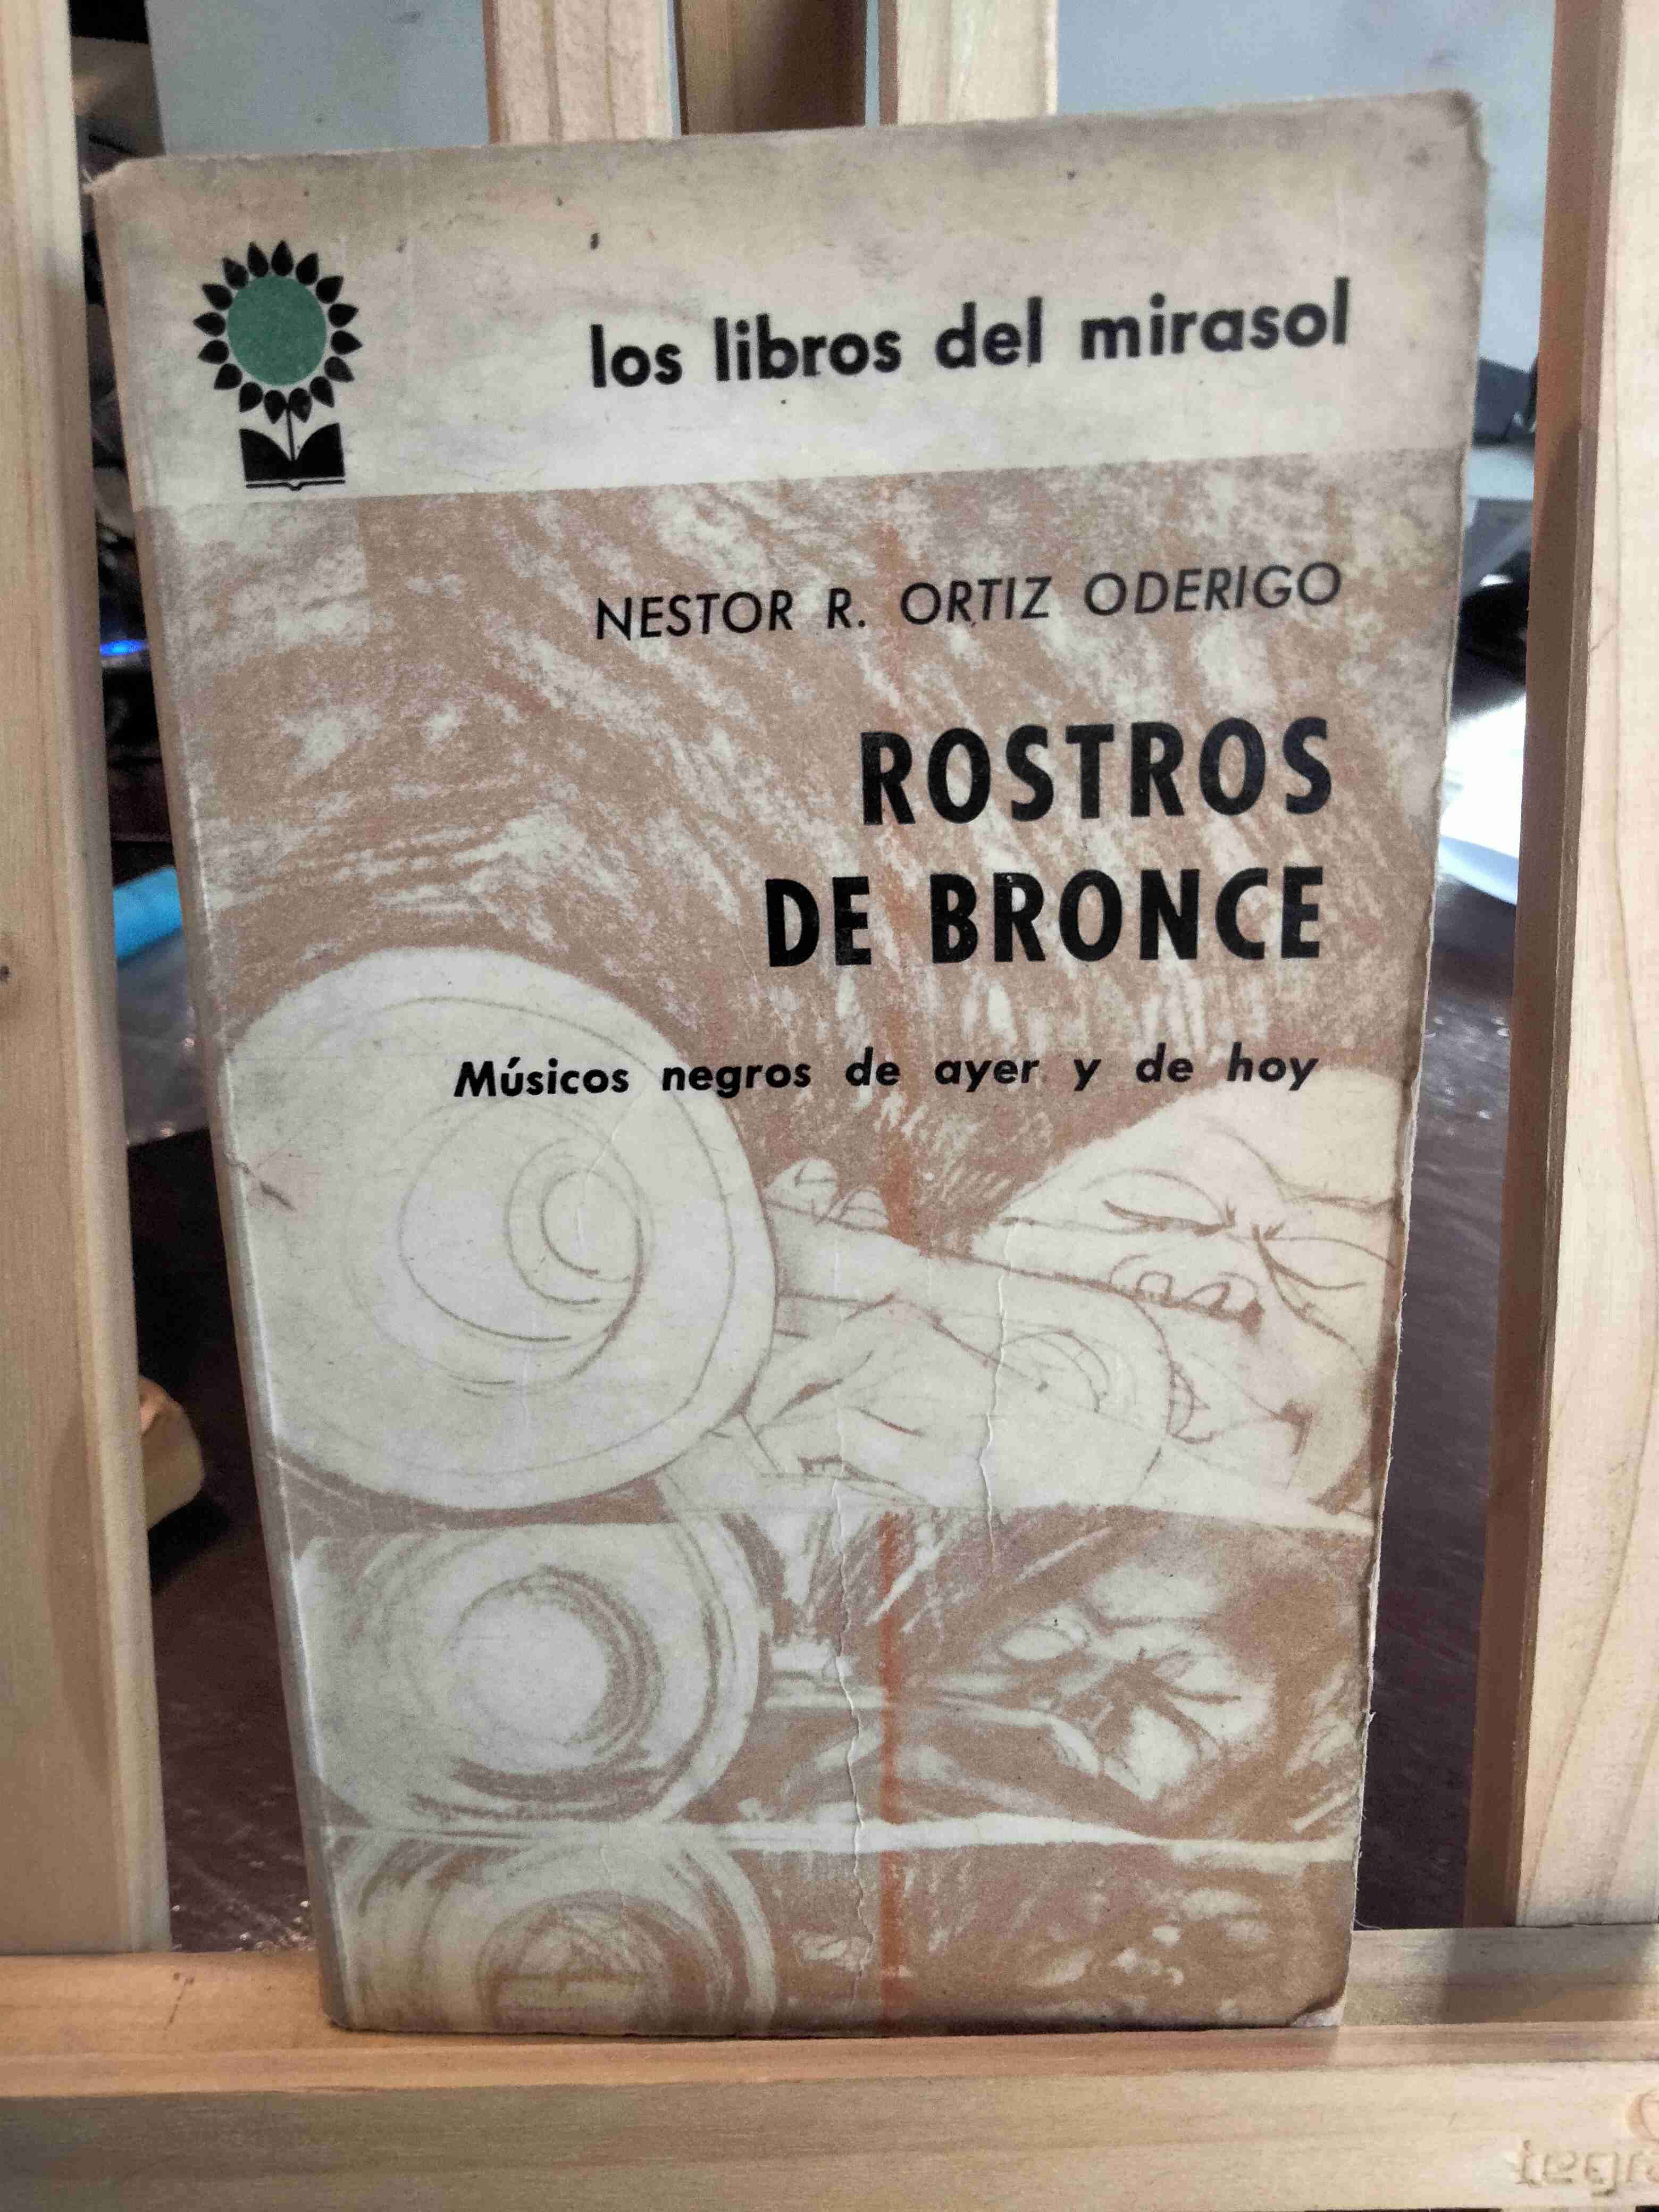 los libros del mirasol
NESTOR R. ORTIZ ODERIGO
ROSTROS
DE BRONCE
Músicos negros de ayer y de hoy